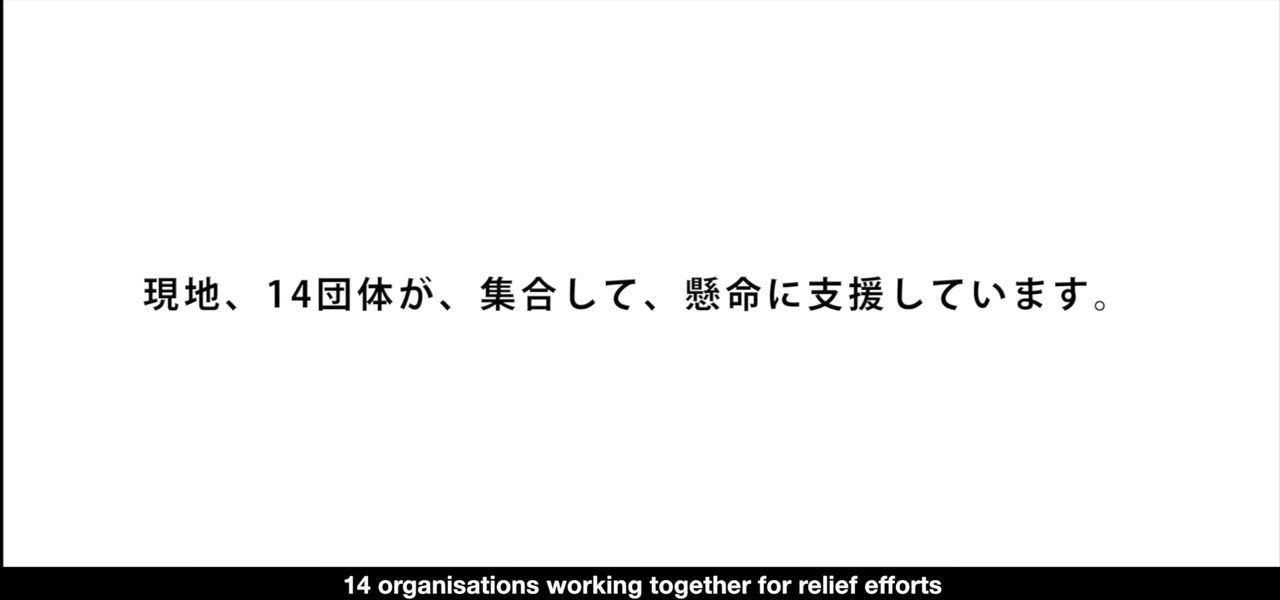 現地、14団体が、集合して、懸命に支援しています。
14 organisations working together for relief efforts